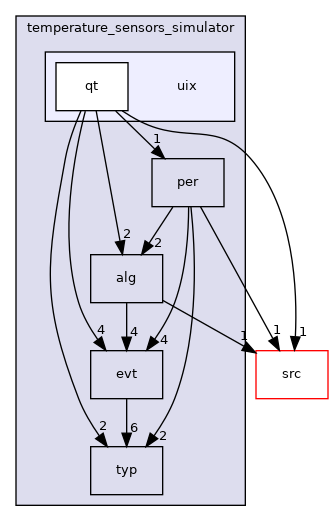 temperature_sensors_simulator
qt
uix
1
per
2
2
alg
4
4
4
1
1
1
evt
src
2
6
2
typ